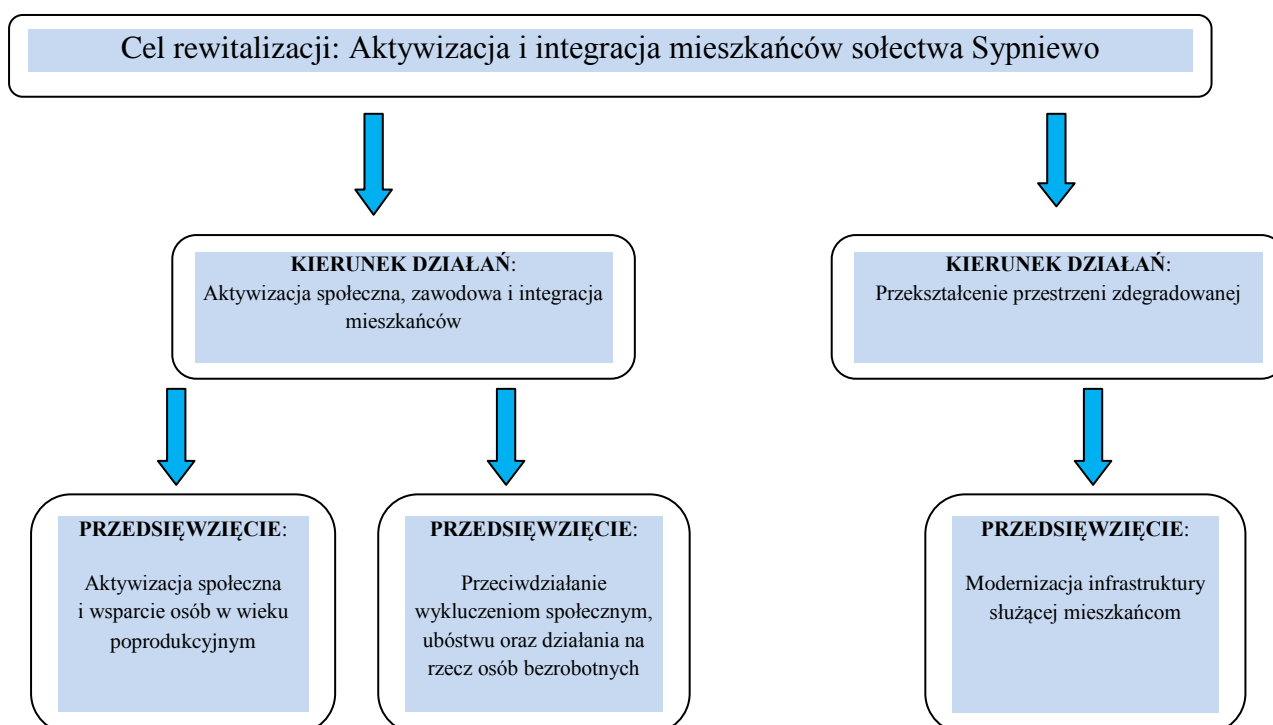 Cel rewitalizacji: Aktywizacja i integracja mieszkańców sołectwa Sypniewo
KIERUNEK DZIAŁAŃ:
Aktywizacja społeczna, zawodowa i integracja
mieszkańców
KIERUNEK DZIAŁAŃ:
Przekształcenie przestrzeni zdegradowanej
PRZEDSIĘWZIĘCIE:
Aktywizacja społeczna
i wsparcie osób w wieku
poprodukcyjnym
PRZEDSIĘWZIĘCIE:
Przeciwdziałanie
wykluczeniom społecznym,
ubóstwu oraz działania na
rzecz osób bezrobotnych
PRZEDSIĘWZIĘCIE:
Modernizacja infrastruktury
służącej mieszkańcom